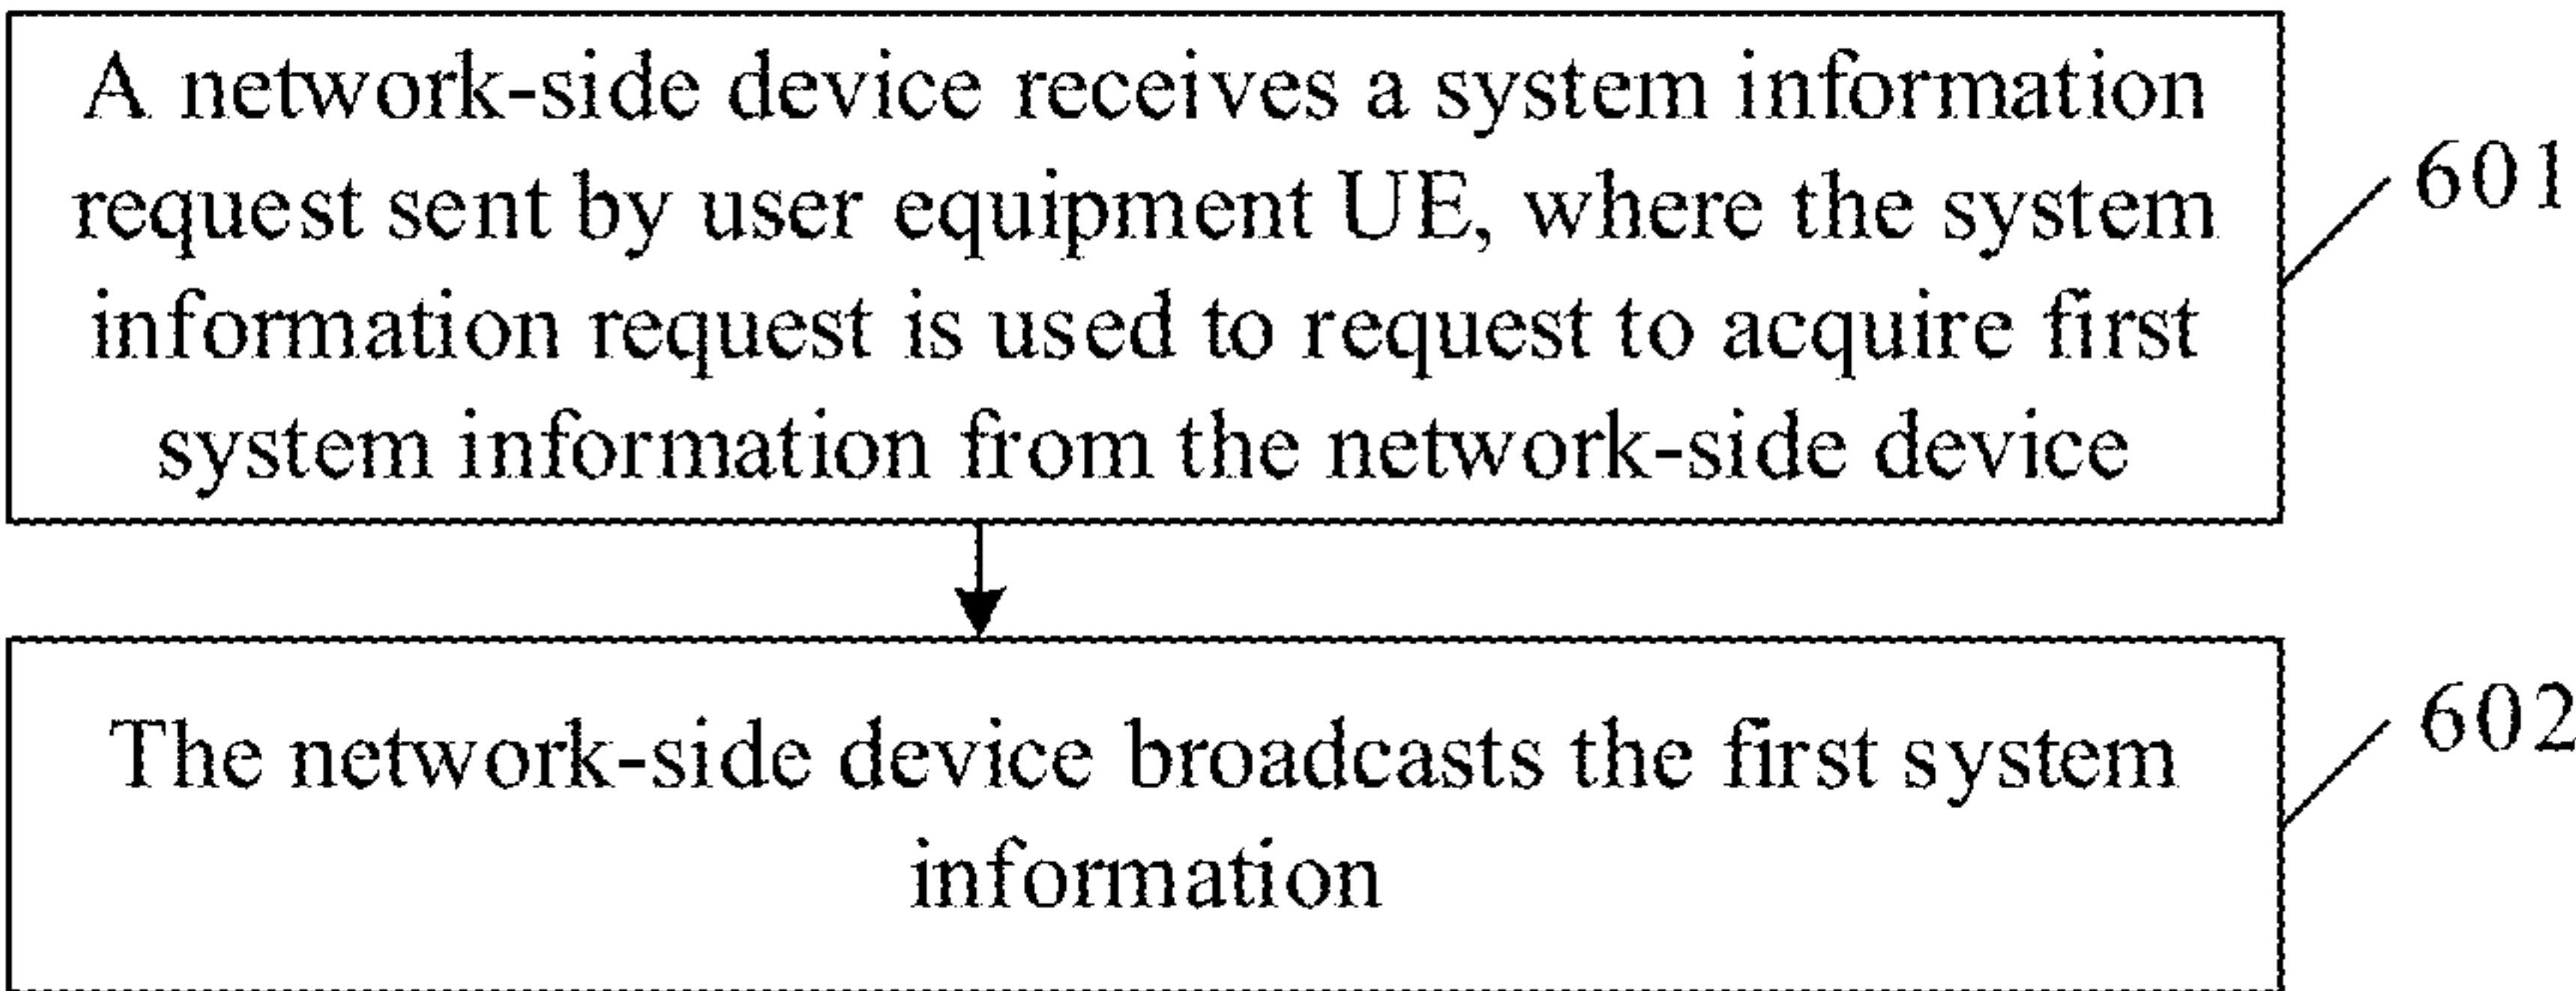 A network-side device receives a system information
request sent by user equipment UE, where the system
information request is used to request to acquire first
system information from the network-side device
601
The network-side device broadcasts the first system
information
602